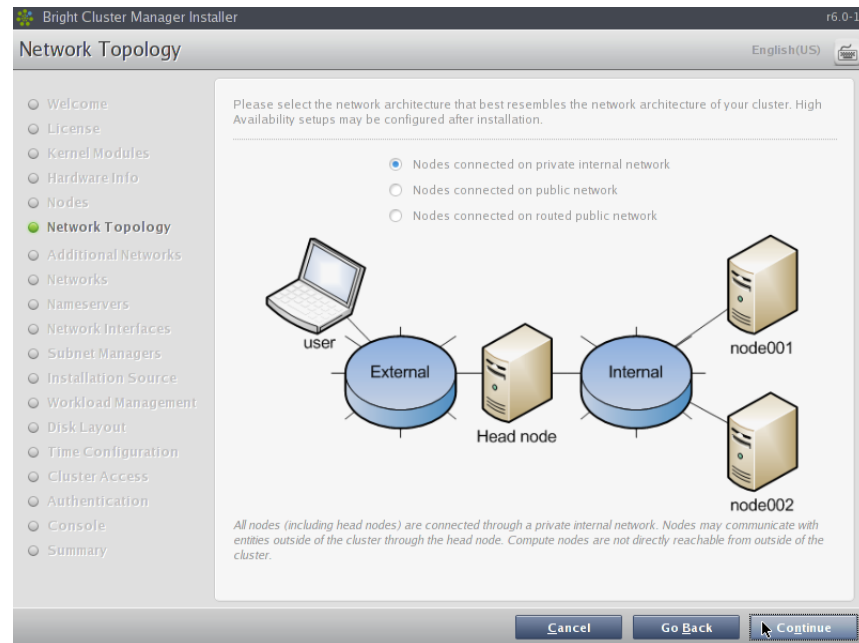 Bright Cluster Manager Installer
r6.0-1
Network Topology
English(US)
Welcome
License
Kernel Modules
Hardware Info
Nodes
Network Topology
Additional Networks
Networks
Nameservers
Network Interfaces
Subnet Managers
Installation Source
Workload Management
Disk Layout
Time Configuration
Cluster Access
Authentication
Console
Summary
Please select the network architecture that best resembles the network architecture of your cluster. High
Availability setups may be configured after installation.
Nodes connected on private internal network
Nodes connected on public network
Nodes connected on routed public network
user
External
Head node
Internal
node001
node002
All nodes (including head nodes) are connected through a private internal network. Nodes may communicate with
entities outside of the cluster through the head node. Compute nodes are not directly reachable from outside of the
cluster.
Cancel
Go Back
Continue